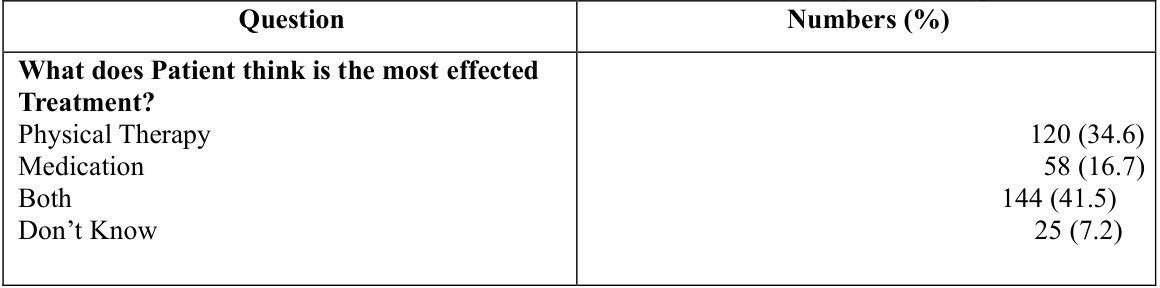 Question Numbers (%)
What does Patient think is the most effected
Treatment?
Physical Therapy 120 (34.6)
Medication 58 (16.7)
Both 144 (41.5)
Don’t Know 25 (7.2)